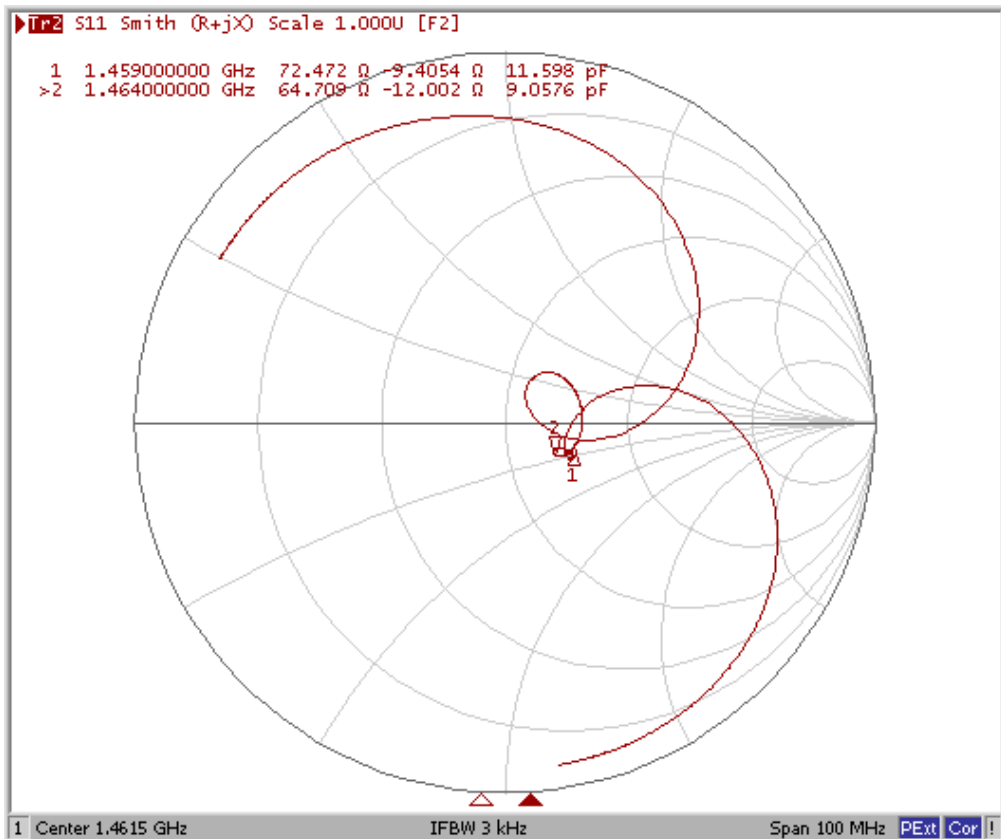 Tr2 S11 Smith (R+jX) Scale 1.000U [F2]
1 1.459000000 GHz 72.472 Ω -9.4054 Ω 11.598 pF
>2 1.464000000 GHz 64.709 Ω -12.002 Ω 9.0576 pF
2
1
1 Center 1.4615 GHz IFBW 3 kHz Span 100 MHz PExt Cor !